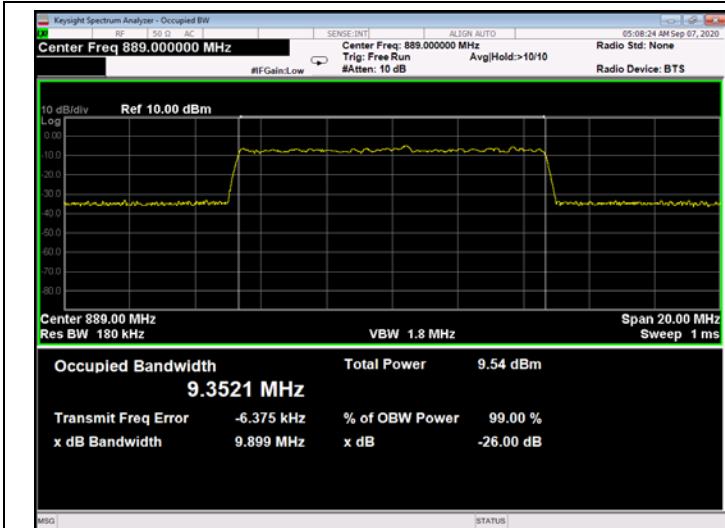 Keysight Spectrum Analyzer - Occupied BW
RF 50 Ω AC SENSE:INT ALIGN AUTO 05:08:24 AM Sep 07, 2020
Center Freq 889.000000 MHz Center Freq: 889.000000 MHz Radio Std: None
Trig: Free Run Avg|Hold:>10/10
#IFGain:Low #Atten: 10 dB Radio Device: BTS
10 dB/div Ref 10.00 dBm
Log
0.00
-10.0
-20.0
-30.0
-40.0
-50.0
-60.0
-70.0
-80.0
Center 889.00 MHz Span 20.00 MHz
Res BW 180 kHz VBW 1.8 MHz Sweep 1 ms
Occupied Bandwidth Total Power 9.54 dBm
9.3521 MHz
Transmit Freq Error -6.375 kHz % of OBW Power 99.00 %
x dB Bandwidth 9.899 MHz x dB -26.00 dB
MSG STATUS